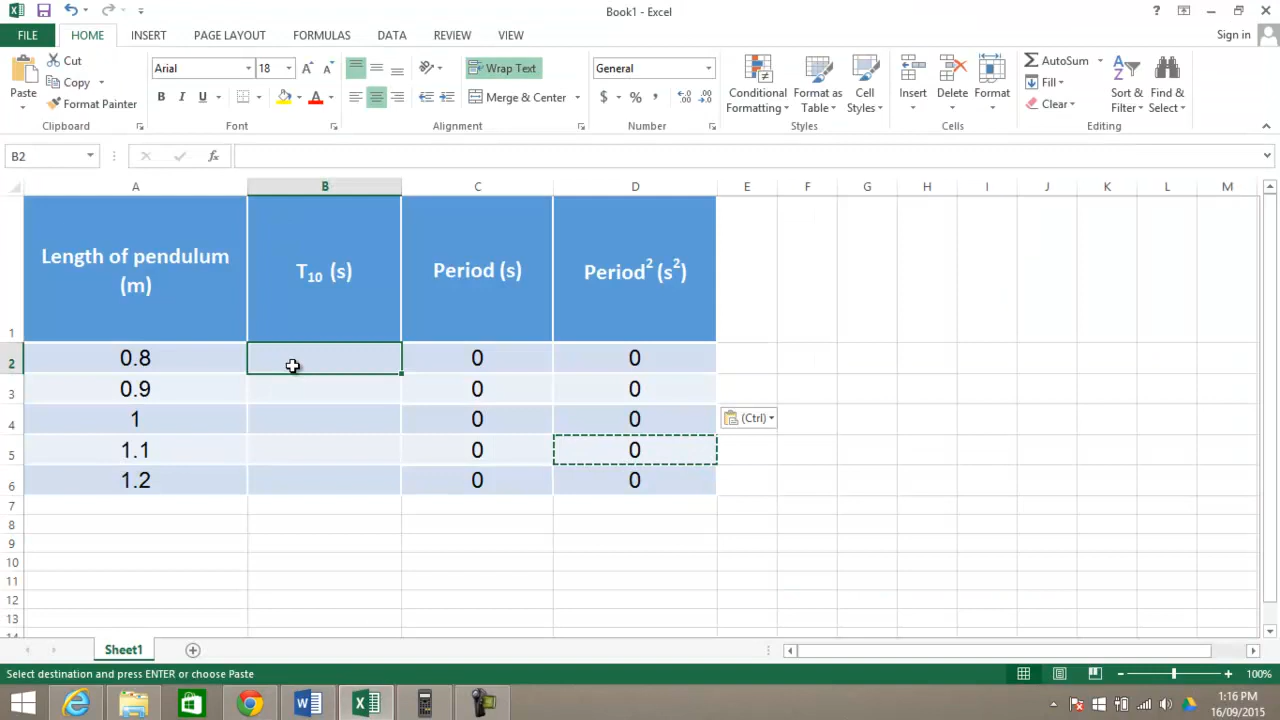 Book1 - Excel
?
FILE HOME INSERT PAGE LAYOUT FORMULAS DATA REVIEW VIEW Sign in
Paste
Cut
Copy
Format Painter
Clipboard
Arial 18
A A
B I U A
Font
Wrap Text
Merge & Center
Alignment
General
$ % ,
Number
Conditional Formatting
Format as Table
Cell Styles
Styles
Insert Delete Format
Cells
AutoSum
Fill
Clear
Sort & Filter
Find & Select
Editing
B2 fx
A B C D E F G H I J K L M
1 Length of pendulum (m) T₁₀ (s) Period (s) Period² (s²)
2 0.8 0 0
3 0.9 0 0
4 1 0 0 (Ctrl)
5 1.1 0 0
6 1.2 0 0
7
8
9
10
11
12
13
14
Sheet1
Select destination and press ENTER or choose Paste 100%
1:16 PM
16/09/2015